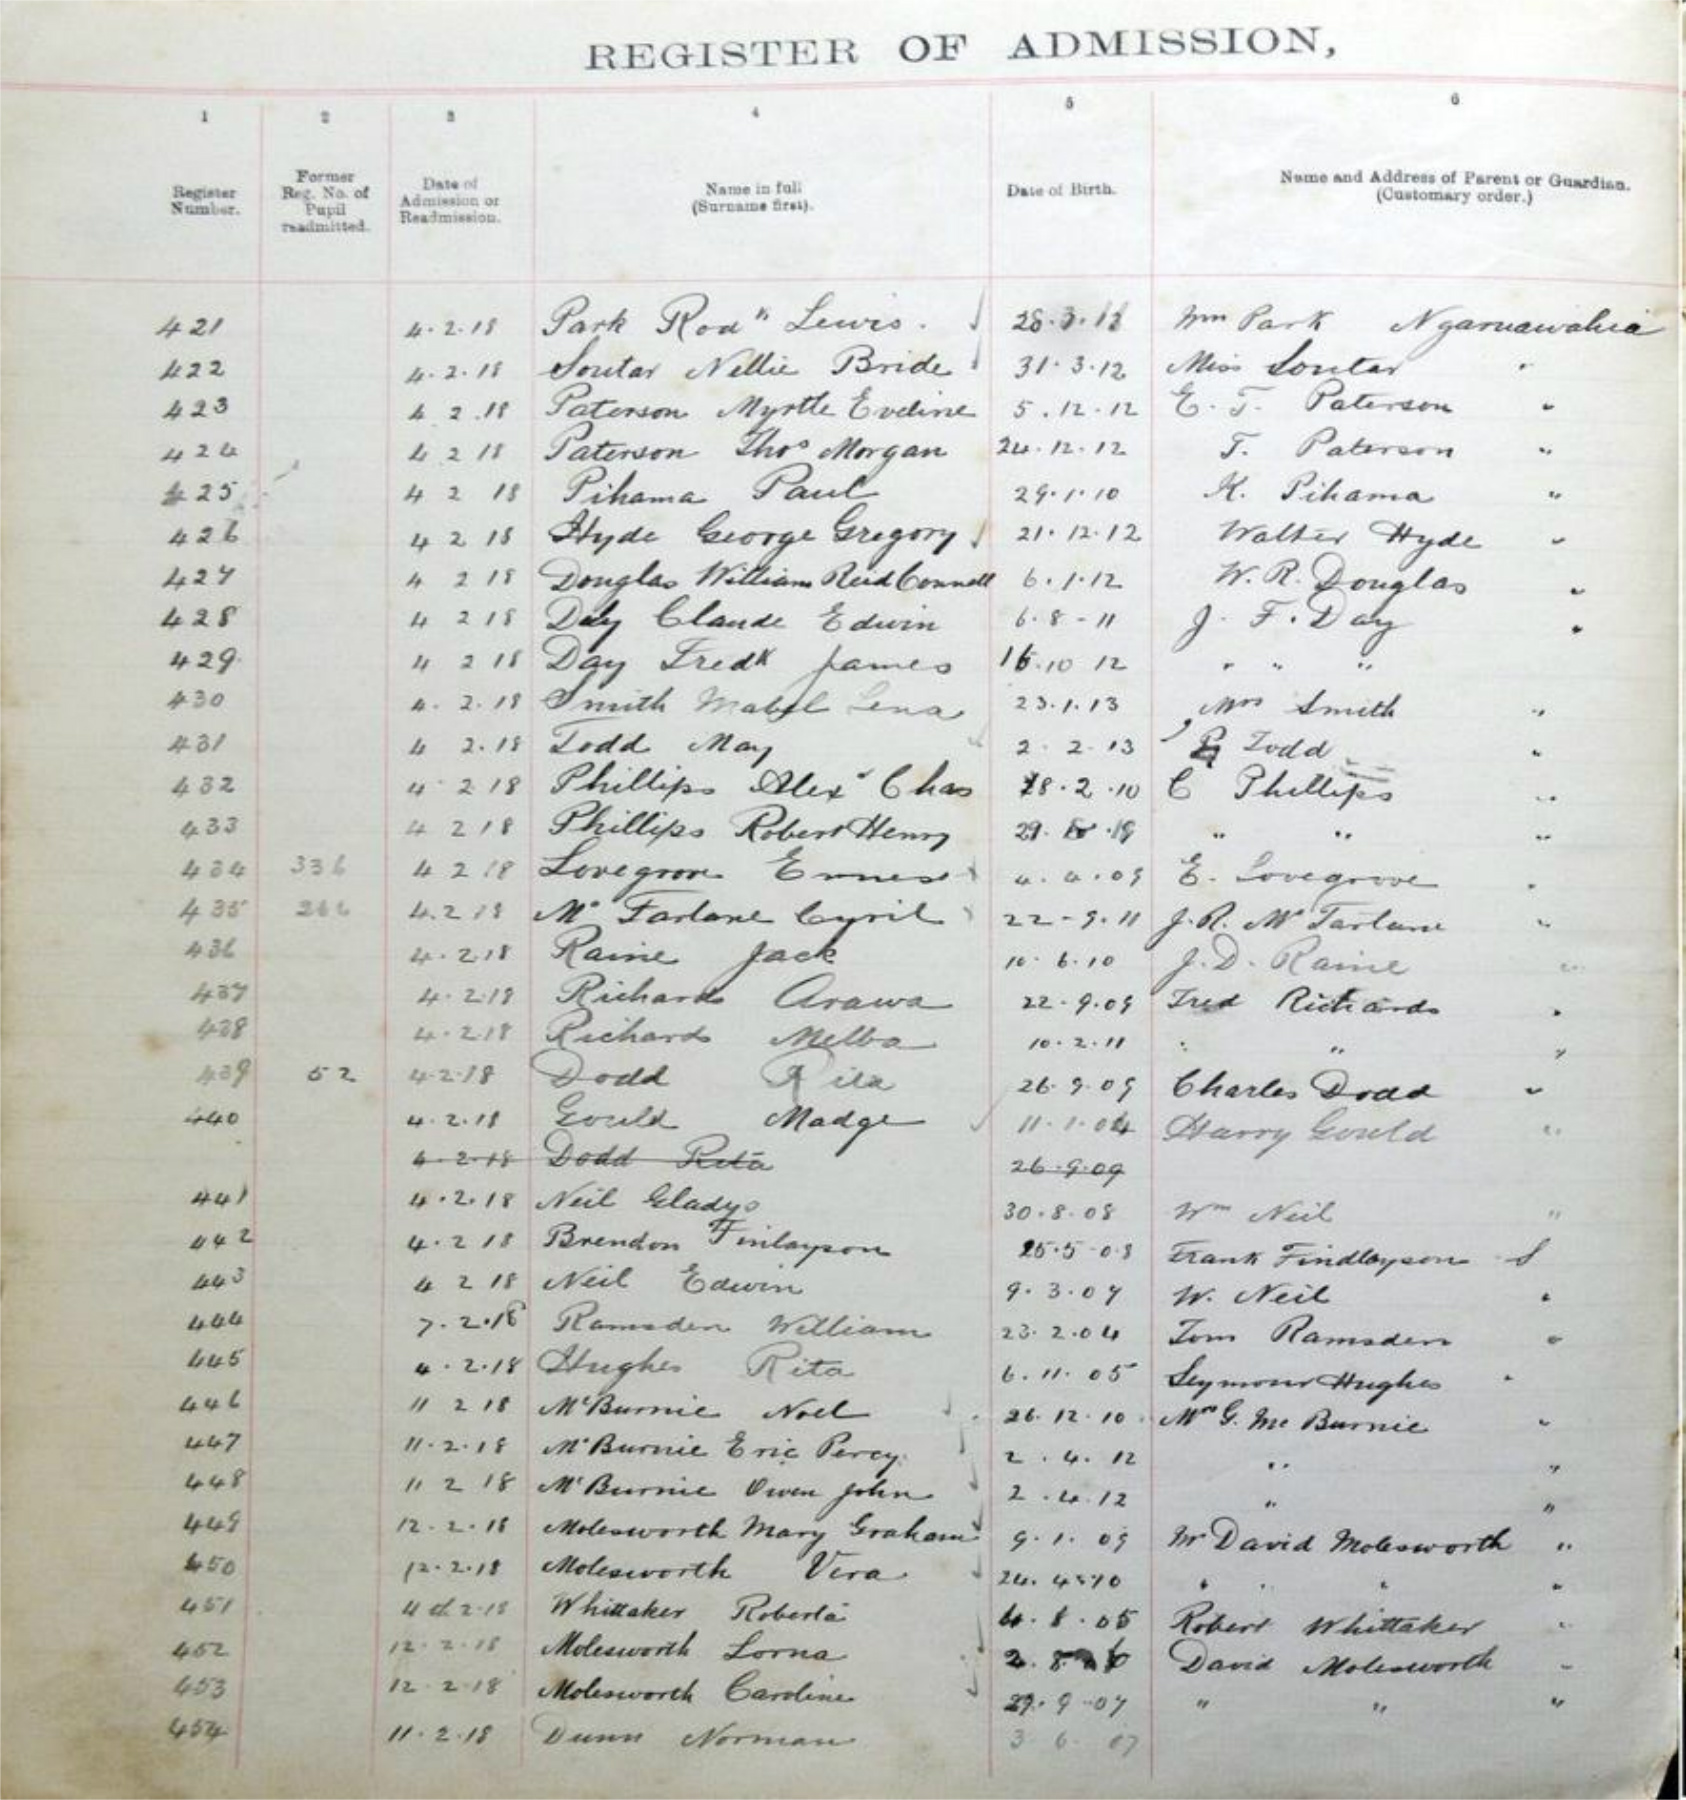 REGISTER OF ADMISSION,
1 2 3 4 5 6
Register Number. Former Reg. No. of Pupil readmitted. Date of Admission or Readmission. Name in full (Surname first). Date of Birth. Name and Address of Parent or Guardian. (Customary order.)
421 4.2.18 Park Rodk Lewis. 28.3.12 Wm Park Ngaruawahia
422 4.2.18 Soutar Nellie Bride 31.3.12 Miss Soutar "
423 4 2.18 Paterson Myrtle Eveline 5.12.12 E. T. Paterson "
424 4 2 18 Paterson Thos Morgan 24.12.12 T. Paterson "
425 4 2 18 Pihama Paul 29.1.10 K. Pihama "
426 4 2 18 Hyde George Gregory 21.12.12 Walter Hyde "
427 4 2 18 Douglas William Reid Connell 6.1.12 W. R. Douglas "
428 4 2 18 Day Claude Edwin 6.8-11 J. F. Day "
429 4 2 18 Day Fredk James 16.10 12 " " "
430 4.2.18 Smith Mabel Lena 23.1.13 Mrs Smith "
431 4 2.18 Todd May 2.2.13 Todd "
432 4 2 18 Phillips Alexr Chas 18.2.10 C Phillips "
433 4 2 18 Phillips Robert Henry 29. " " "
434 336 4 2 18 Lovegrove Ernest 4.4.09 E. Lovegrove "
435 266 4.2 18 Mc Farlane Cyril 22-9.11 J. R. Mc Farlane "
436 4.2.18 Raine Jack 10.6.10 J. D. Raine "
437 4.2.18 Richards Arawa 22.9.09 Fred Richards "
438 4.2.18 Richards Melba 10.2.11 " " "
439 52 4.2.18 Dodd Rita 26.9.09 Charles Dodd "
440 4.2.18 Gould Madge 11.1.04 Harry Gould "
4.2.18 Dodd Rita 26.9.09
441 4.2.18 Neil Gladys 30.8.08 Wm Neil "
442 4.2 18 Brendon Finlayson 25.5.08 Frank Findlayson
443 4 2 18 Neil Edwin 9.3.07 W. Neil "
444 7.2.18 Ramsden William 23.2.04 Tom Ramsden "
445 4.2.18 Hughes Rita 6.11.05 Seymour Hughes "
446 11 2 18 McBurnie Noel 26.12.10 Mrs G. McBurnie "
447 11.2.18 McBurnie Eric Percy. 2.4.12 " "
448 11 2 18 McBurnie Owen John 2.4.12 " "
449 12.2.18 Molesworth Mary Graham 9.1.09 Mr David Molesworth "
450 12.2.18 Molesworth Vera 24.4.10 " " " "
451 2.18 Whittaker Roberta 4.8.05 Robert Whittaker "
452 12.2.18 Molesworth Lorna 2.8. David Molesworth "
453 12.2.18 Molesworth Caroline 29.9.07 " " "
454 11.2.18 Dunn Norman 3 6. 07